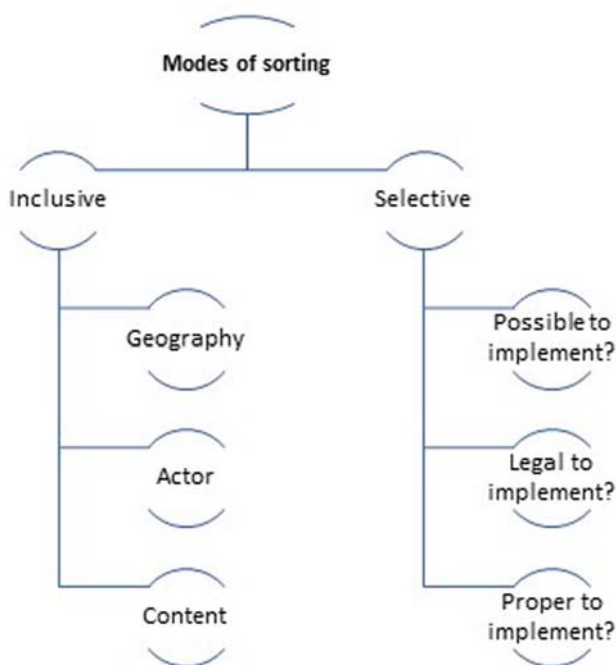 Modes of sorting
Inclusive
Selective
Geography
Actor
Content
Possible to
implement?
Legal to
implement?
Proper to
implement?